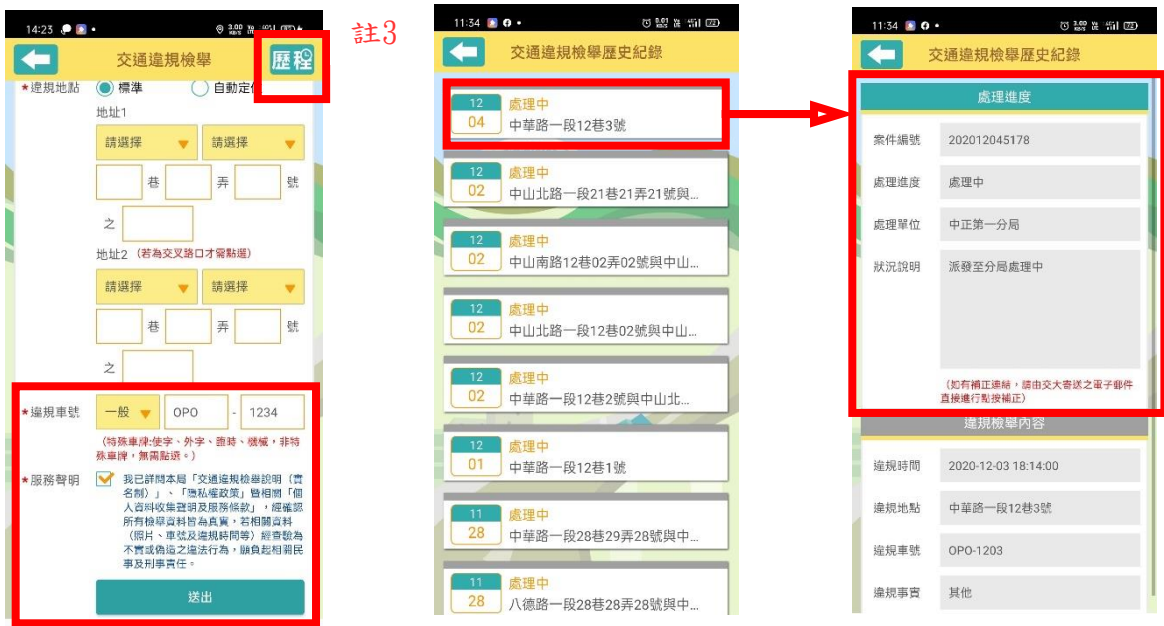 註3
14:23
交通違規檢舉
歷程
*違規地點
標準
自動定位
地址1
請選擇
請選擇
巷
弄
號
之
地址2 (若為交叉路口才需點選)
請選擇
請選擇
巷
弄
號
之
*違規車號
一般
OPO
-
1234
(特殊車牌:使字、外字、臨時、機械，非特
殊車牌，無需點選。)
*服務聲明
我已詳閱本局「交通違規檢舉說明（實
名制）」、「隱私權政策」暨相關「個
人資料收集聲明及服務條款」，經確認
所有檢舉資料皆為真實，若相關資料
（照片、車號及違規時間等）經查驗為
不實或偽造之違法行為，願負起相關民
事及刑事責任。
送出
11:34
交通違規檢舉歷史紀錄
12
04
處理中
中華路一段12巷3號
12
02
處理中
中山北路一段21巷21弄21號與...
12
02
處理中
中山南路12巷02弄02號與中山...
12
02
處理中
中山北路一段12巷02號與中山...
12
02
處理中
中華路一段12巷2號與中山北...
12
01
處理中
中華路一段12巷1號
11
28
處理中
中華路一段28巷29弄28號與中...
11
28
處理中
八德路一段28巷28弄28號與中...
11:34
交通違規檢舉歷史紀錄
處理進度
案件編號
202012045178
處理進度
處理中
處理單位
中正第一分局
狀況說明
派發至分局處理中
(如有補正連結，請由交大寄送之電子郵件
直接進行點按補正)
違規檢舉內容
違規時間
2020-12-03 18:14:00
違規地點
中華路一段12巷3號
違規車號
OPO-1203
違規事實
其他